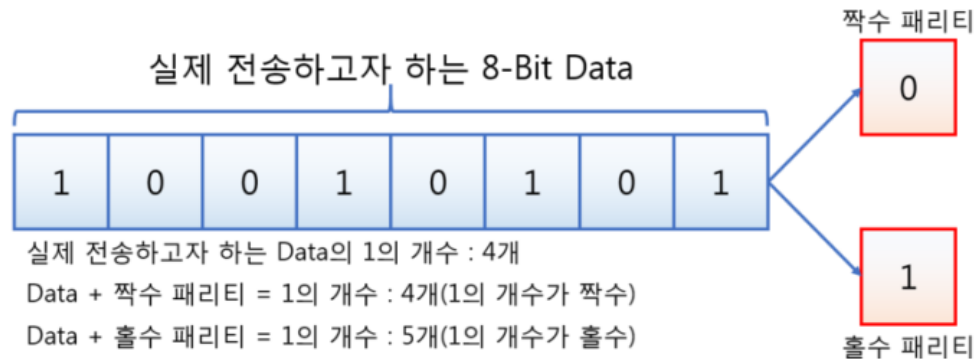 짝수 패리티
실제 전송하고자 하는 8-Bit Data
0
1 0 0 1 0 1 0 1
실제 전송하고자 하는 Data의 1의 개수 : 4개
Data + 짝수 패리티 = 1의 개수 : 4개(1의 개수가 짝수)
1
Data + 홀수 패리티 = 1의 개수 : 5개(1의 개수가 홀수)
홀수 패리티